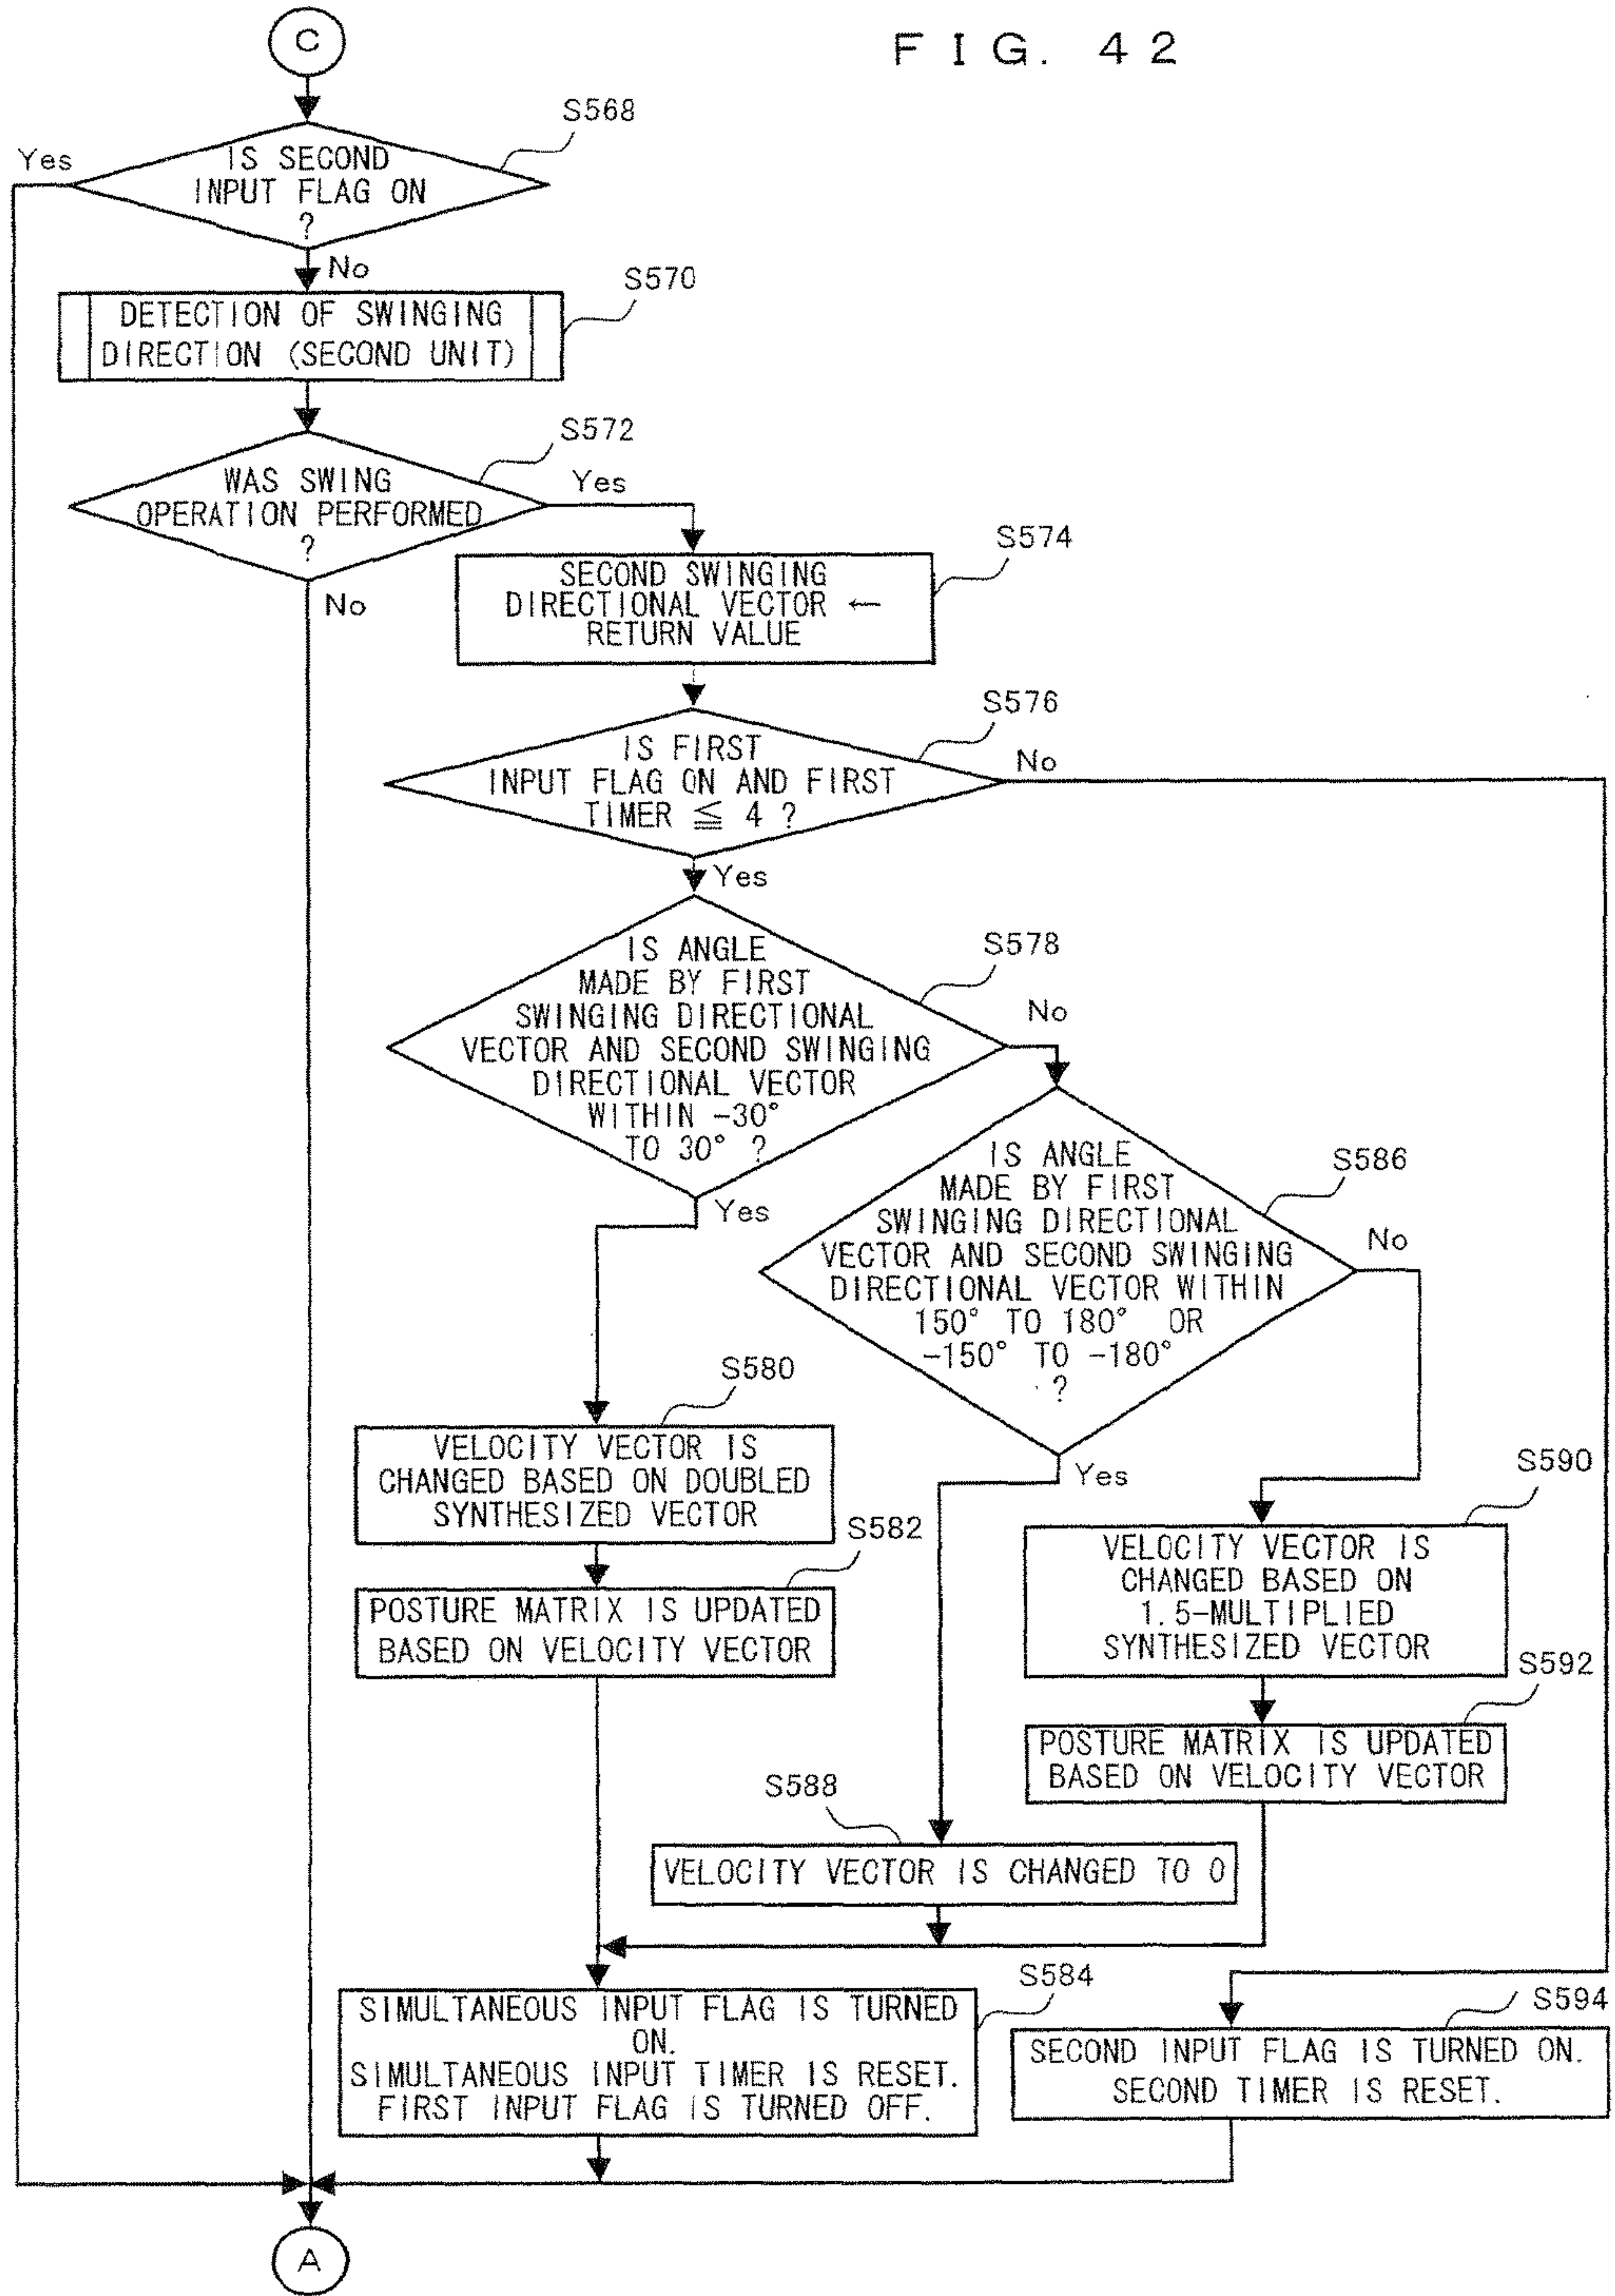 FIG. 42
C
S568
Yes
IS SECOND
INPUT FLAG ON
?
No
S570
DETECTION OF SWINGING
DIRECTION (SECOND UNIT)
S572
WAS SWING
OPERATION PERFORMED
?
Yes
No
S574
SECOND SWINGING
DIRECTIONAL VECTOR ←
RETURN VALUE
S576
IS FIRST
INPUT FLAG ON AND FIRST
TIMER ≦ 4 ?
No
Yes
S578
IS ANGLE
MADE BY FIRST
SWINGING DIRECTIONAL
VECTOR AND SECOND SWINGING
DIRECTIONAL VECTOR
WITHIN -30°
TO 30° ?
No
Yes
S586
IS ANGLE
MADE BY FIRST
SWINGING DIRECTIONAL
VECTOR AND SECOND SWINGING
DIRECTIONAL VECTOR WITHIN
150° TO 180° OR
-150° TO -180°
?
No
Yes
S580
VELOCITY VECTOR IS
CHANGED BASED ON DOUBLED
SYNTHESIZED VECTOR
S582
POSTURE MATRIX IS UPDATED
BASED ON VELOCITY VECTOR
S590
VELOCITY VECTOR IS
CHANGED BASED ON
1.5-MULTIPLIED
SYNTHESIZED VECTOR
S592
POSTURE MATRIX IS UPDATED
BASED ON VELOCITY VECTOR
S588
VELOCITY VECTOR IS CHANGED TO 0
S584
SIMULTANEOUS INPUT FLAG IS TURNED
ON.
SIMULTANEOUS INPUT TIMER IS RESET.
FIRST INPUT FLAG IS TURNED OFF.
S594
SECOND INPUT FLAG IS TURNED ON.
SECOND TIMER IS RESET.
A